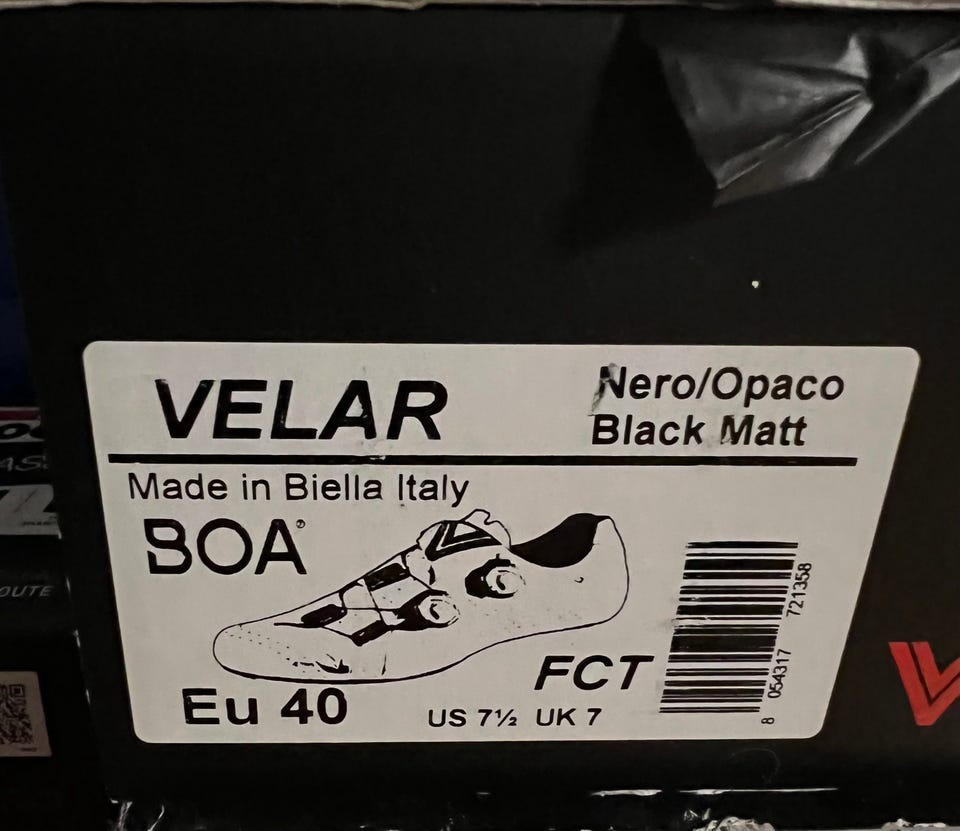 VELAR
Nero/Opaco
Black Matt
Made in Biella Italy
BOA®
FCT
Eu 40
US 7½ UK 7
8 054317 721358
OUTE